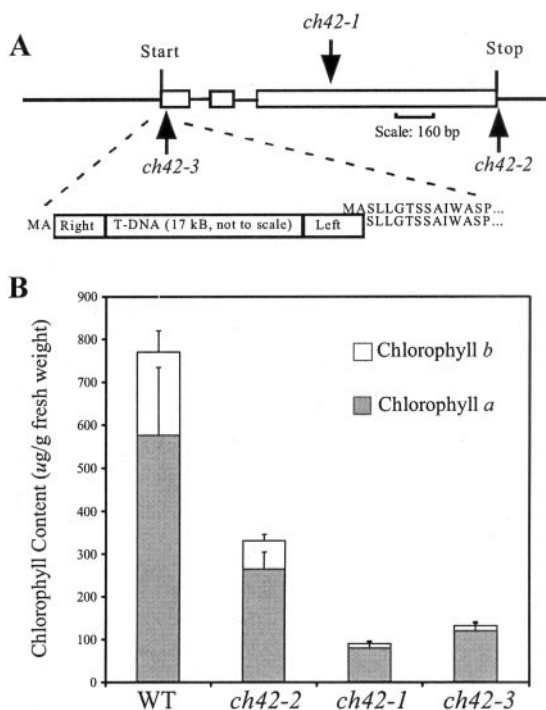 A
Start
ch42-1
Stop
Scale: 160 bp
ch42-3
ch42-2
MASLLGTSSAIWASP...
MA Right T-DNA (17 kB, not to scale) Left SLLGTSSAIWASP...
B
Chlorophyll Content (ug/g fresh weight)
900
800
700
600
500
400
300
200
100
000
Chlorophyll b
Chlorophyll a
WT ch42-2 ch42-1 ch42-3